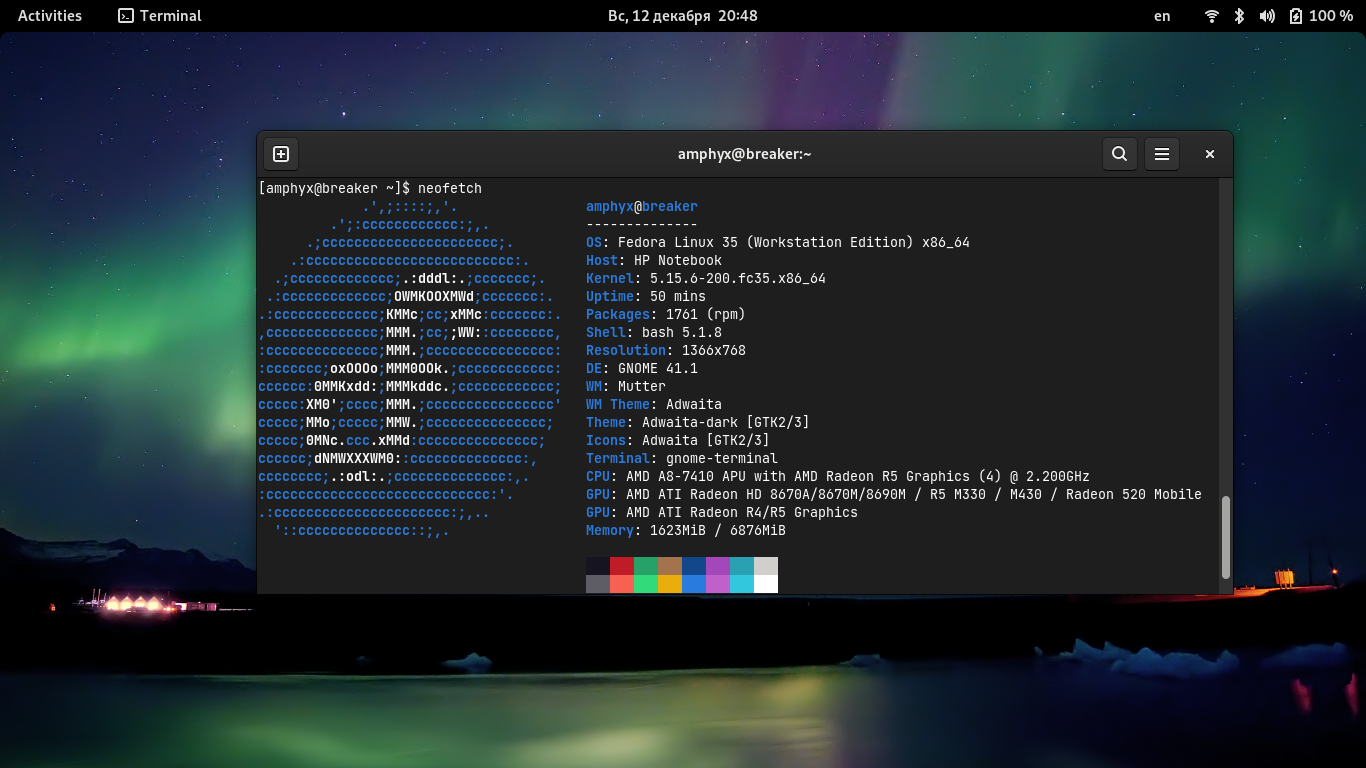 Activities Terminal Вс, 12 декабря 20:48 en 100 %
amphyx@breaker:~
[amphyx@breaker ~]$ neofetch
.',;::::;,'. amphyx@breaker
.';:cccccccccccc:;,. --------------
.;cccccccccccccccccccccc;. OS: Fedora Linux 35 (Workstation Edition) x86_64
.:cccccccccccccccccccccccccc:. Host: HP Notebook
.;ccccccccccccc;.:dddl:.;ccccccc;. Kernel: 5.15.6-200.fc35.x86_64
.:ccccccccccccc;OWMKOOXMWd;ccccccc:. Uptime: 50 mins
.:ccccccccccccc;KMMc;cc;xMMc:ccccccc:. Packages: 1761 (rpm)
,cccccccccccccc;MMM.;cc;;WW::cccccccc, Shell: bash 5.1.8
:cccccccccccccc;MMM.;cccccccccccccccc: Resolution: 1366x768
:ccccccc;oxOOOo;MMM0OOk.;cccccccccccc: DE: GNOME 41.1
cccccc:0MMKxdd:;MMMkddc.;cccccccccccc; WM: Mutter
ccccc:XM0';cccc;MMM.;cccccccccccccccc' WM Theme: Adwaita
ccccc;MMo;ccccc;MMW.;ccccccccccccccc; Theme: Adwaita-dark [GTK2/3]
ccccc;0MNc.ccc.xMMd:ccccccccccccccc; Icons: Adwaita [GTK2/3]
cccccc;dNMWXXXWM0::cccccccccccccc:, Terminal: gnome-terminal
cccccccc;.:odl:.;cccccccccccccc:,. CPU: AMD A8-7410 APU with AMD Radeon R5 Graphics (4) @ 2.200GHz
:cccccccccccccccccccccccccccc:'. GPU: AMD ATI Radeon HD 8670A/8670M/8690M / R5 M330 / M430 / Radeon 520 Mobile
.:cccccccccccccccccccccc:;,.. GPU: AMD ATI Radeon R4/R5 Graphics
'::cccccccccccccc::;,. Memory: 1623MiB / 6876MiB